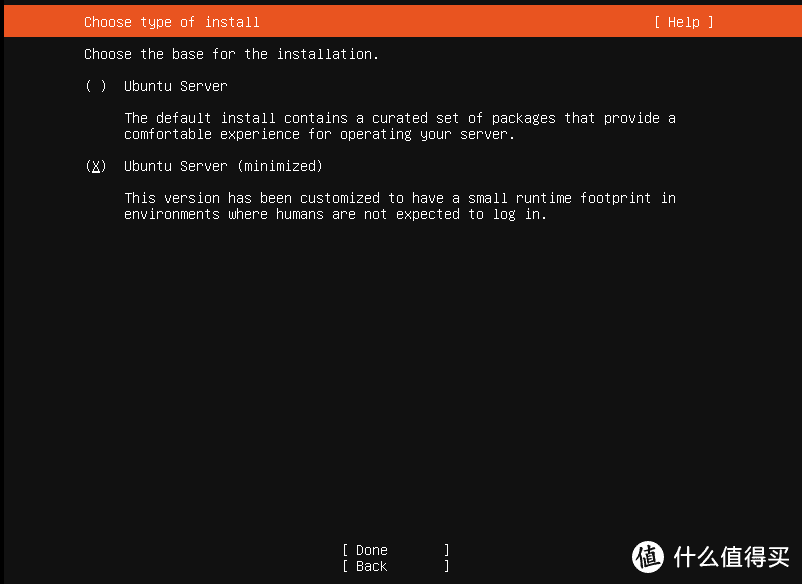 Choose type of install [ Help ]
Choose the base for the installation.
( ) Ubuntu Server
The default install contains a curated set of packages that provide a
comfortable experience for operating your server.
(X) Ubuntu Server (minimized)
This version has been customized to have a small runtime footprint in
environments where humans are not expected to log in.
[ Done ]
[ Back ]
值 什么值得买